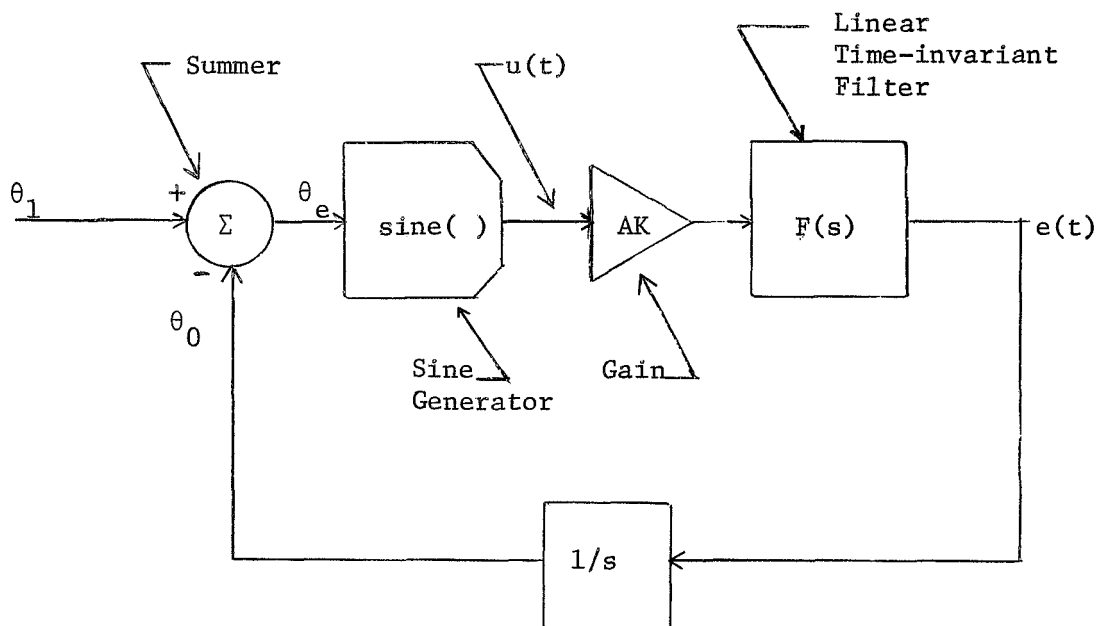 Linear
Time-invariant
Filter
Summer
u(t)
θ1
+
Σ
-
θe
sine( )
AK
F(s)
e(t)
θ0
Sine
Generator
Gain
1/s